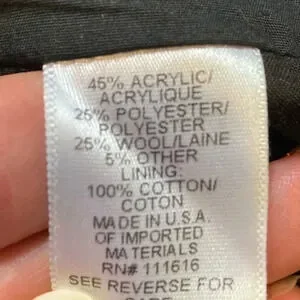 45% ACRYLIC/
ACRYLIQUE
25% POLYESTER/
POLYESTER
25% WOOL/LAINE
5% OTHER
LINING:
100% COTTON/
COTON
MADE IN U.S.A.
OF IMPORTED
MATERIALS
RN# 111616
SEE REVERSE FOR
CARE